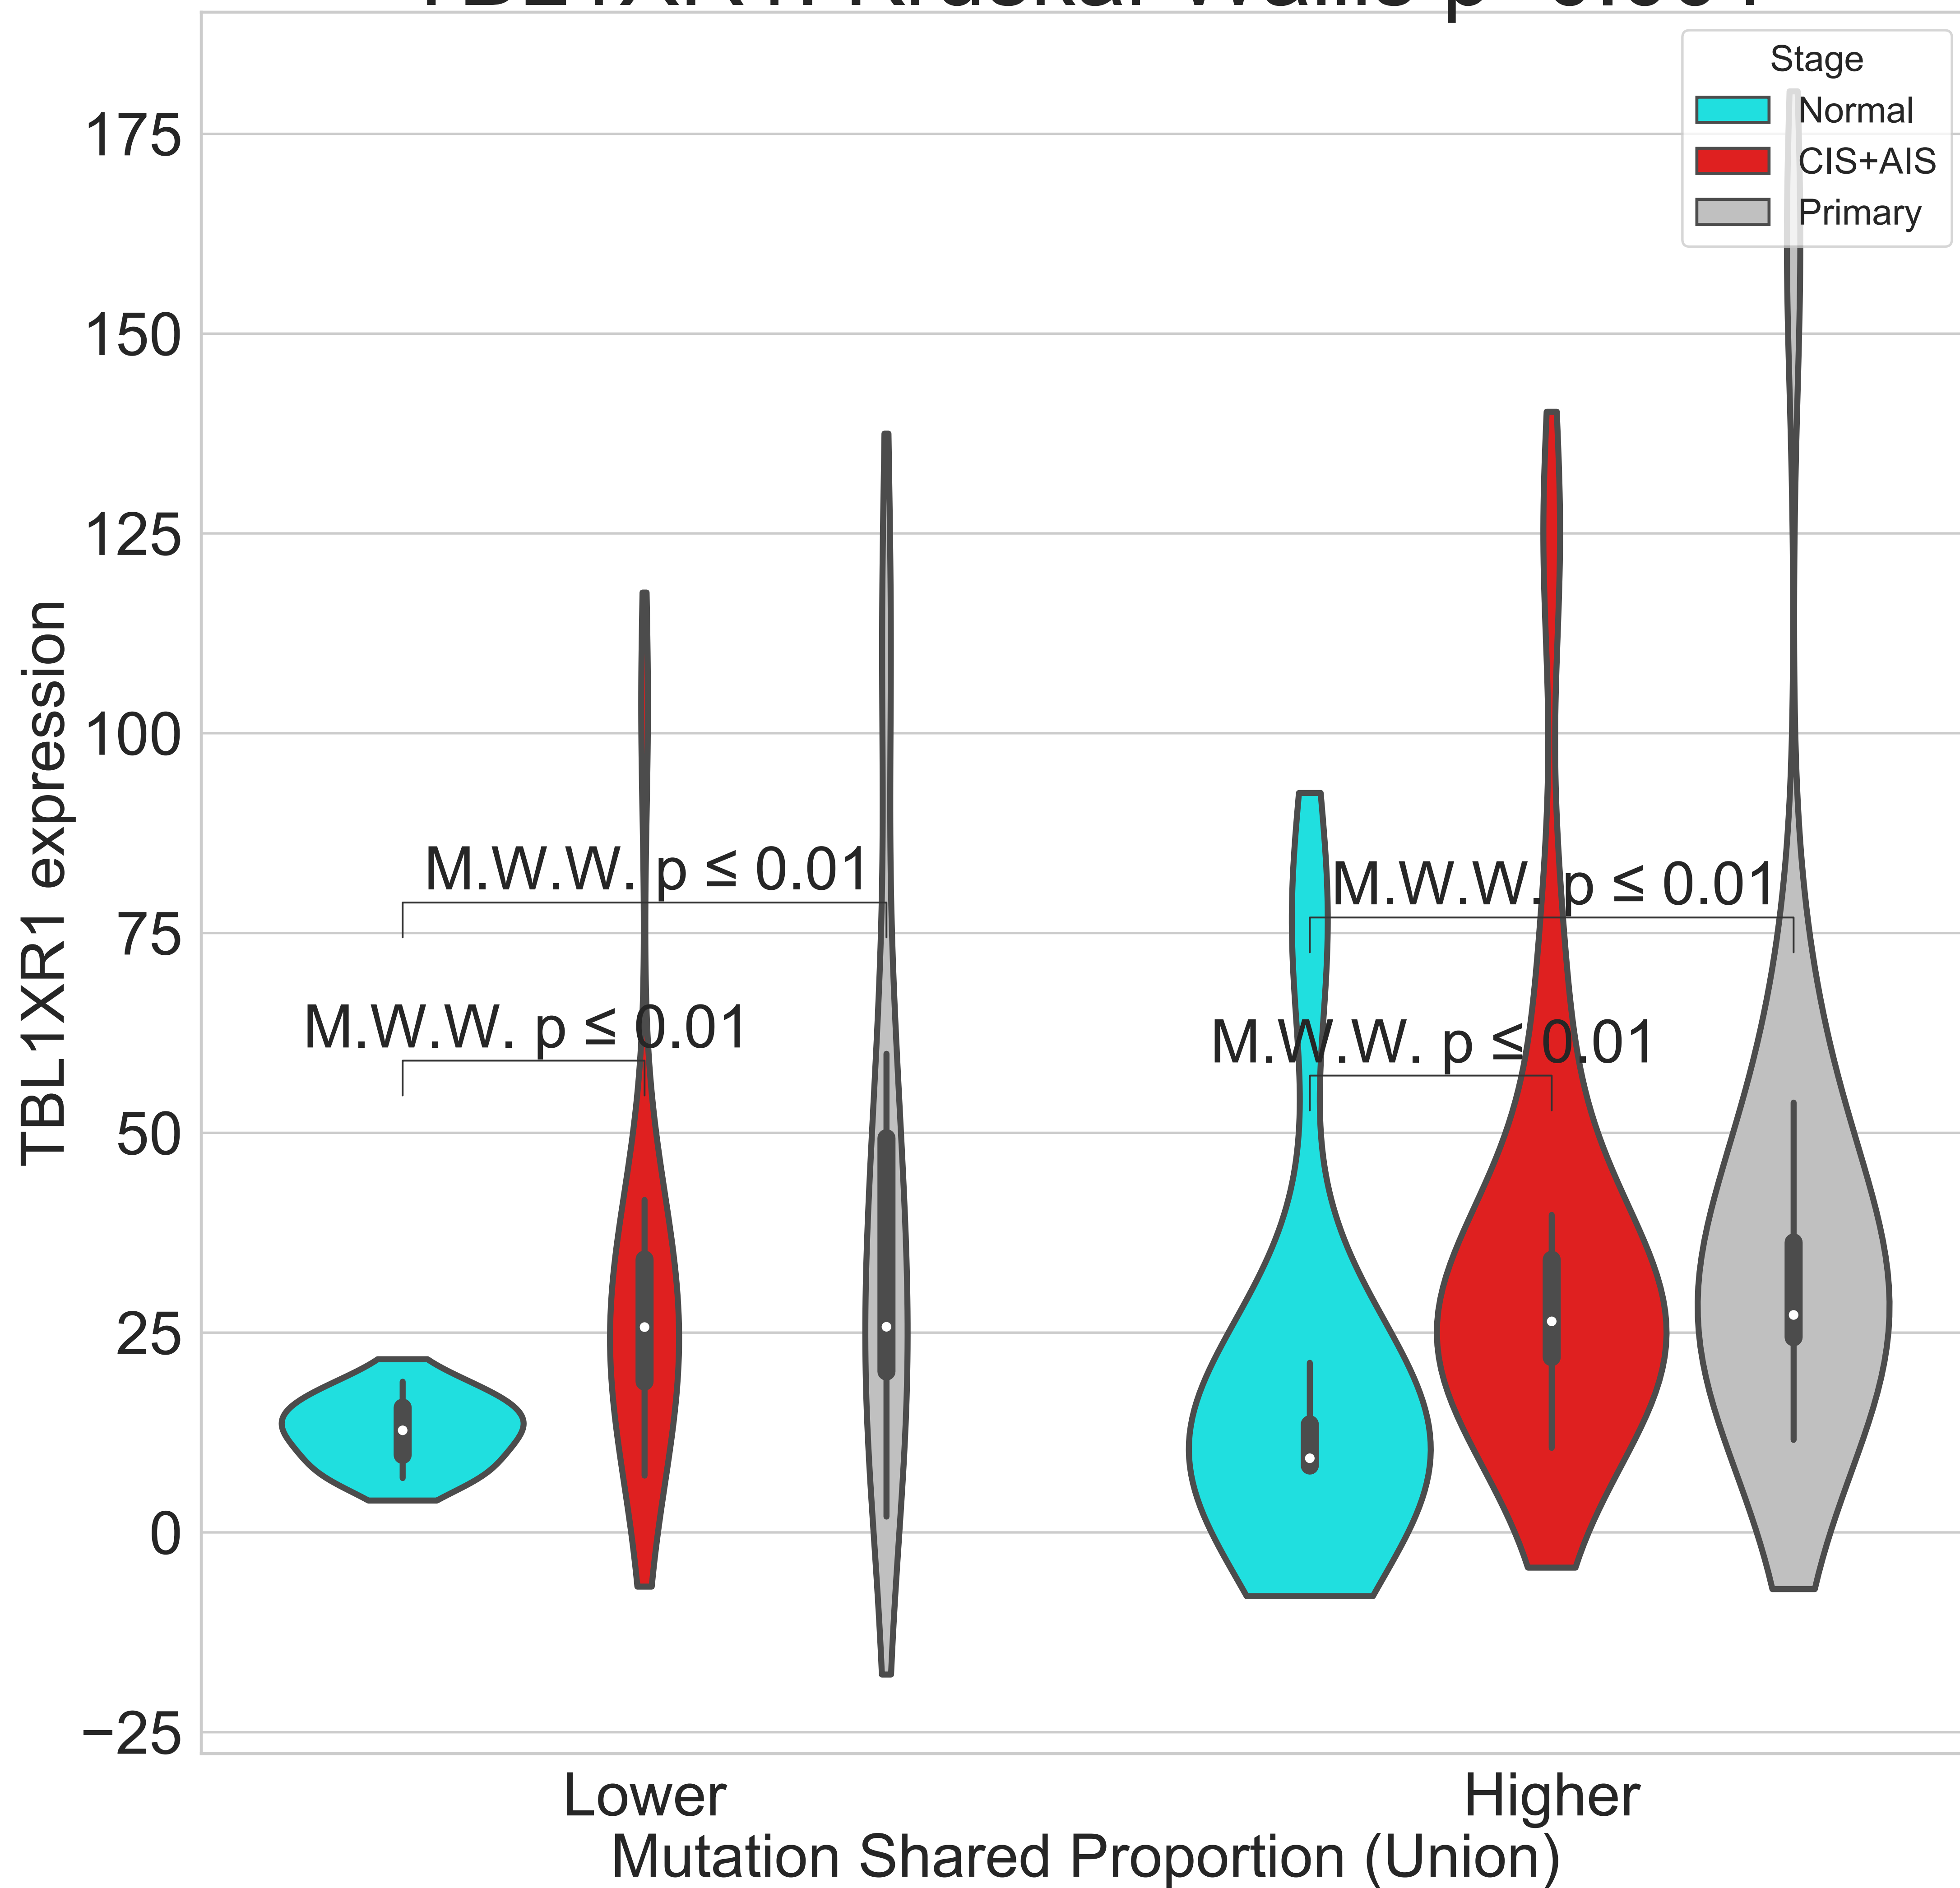 Stage
Normal
CIS+AIS
Primary
175
150
125
100
75
50
25
0
−25
TBL1XR1 expression
M.W.W. p ≤ 0.01
M.W.W. p ≤ 0.01
M.W.W. p ≤ 0.01
M.W.W. p ≤ 0.01
Lower
Higher
Mutation Shared Proportion (Union)